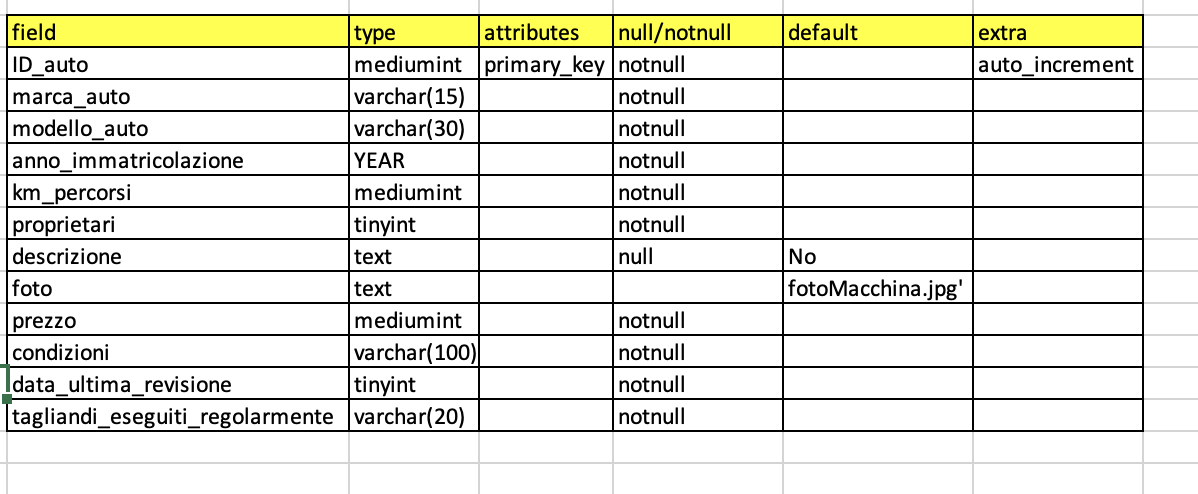 field type attributes null/notnull default extra
ID_auto mediumint primary_key notnull auto_increment
marca_auto varchar(15) notnull
modello_auto varchar(30) notnull
anno_immatricolazione YEAR notnull
km_percorsi mediumint notnull
proprietari tinyint notnull
descrizione text null No
foto text fotoMacchina.jpg'
prezzo mediumint notnull
condizioni varchar(100) notnull
data_ultima_revisione tinyint notnull
tagliandi_eseguiti_regolarmente varchar(20) notnull